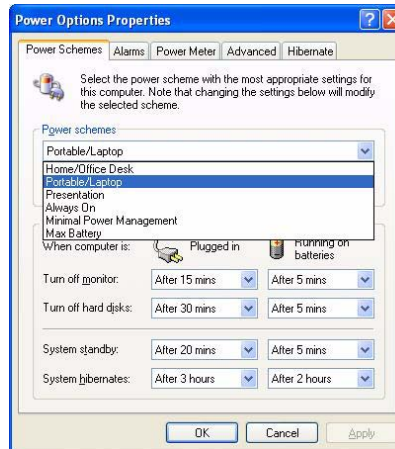 Power Options Properties
Power Schemes Alarms Power Meter Advanced Hibernate
Select the power scheme with the most appropriate settings for
this computer. Note that changing the settings below will modify
the selected scheme.
Power schemes
Portable/Laptop
Home/Office Desk
Portable/Laptop
Presentation
Always On
Minimal Power Management
Max Battery
When computer is: Plugged in Running on
batteries
Turn off monitor: After 15 mins After 5 mins
Turn off hard disks: After 30 mins After 5 mins
System standby: After 20 mins After 5 mins
System hibernates: After 3 hours After 2 hours
OK Cancel Apply